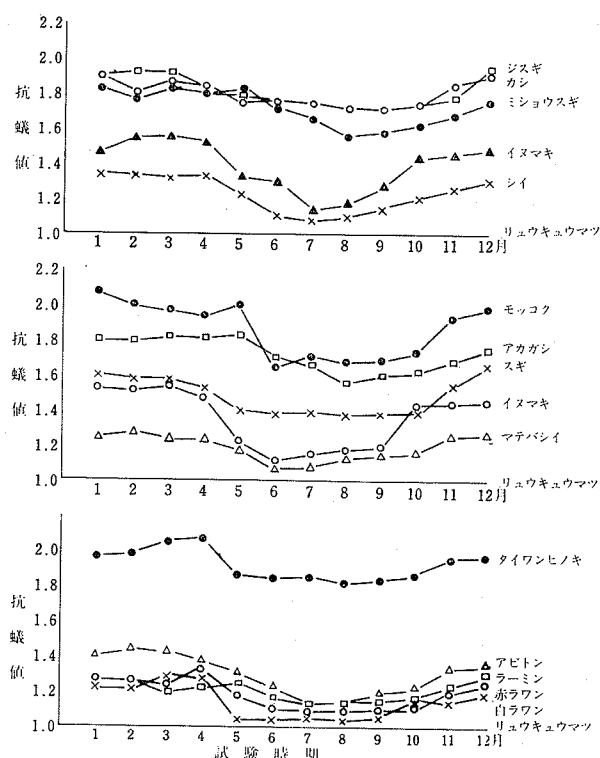 2.2
2.0
1.8
1.6
1.4
1.2
1.0
抗
蟻
値
ジスギ
カシ
ミショウスギ
イヌマキ
シイ
リュウキュウマツ
1 2 3 4 5 6 7 8 9 10 11 12月
2.2
2.0
1.8
1.6
1.4
1.2
1.0
抗
蟻
値
モッコク
アカガシ
スギ
イヌマキ
マテバシイ
リュウキュウマツ
1 2 3 4 5 6 7 8 9 10 11 12月
2.0
1.8
1.6
1.4
1.2
1.0
抗
蟻
値
タイワンヒノキ
アピトン
ラーミン
赤ラワン
白ラワン
リュウキュウマツ
1 2 3 4 5 6 7 8 9 10 11 12月
試験時期